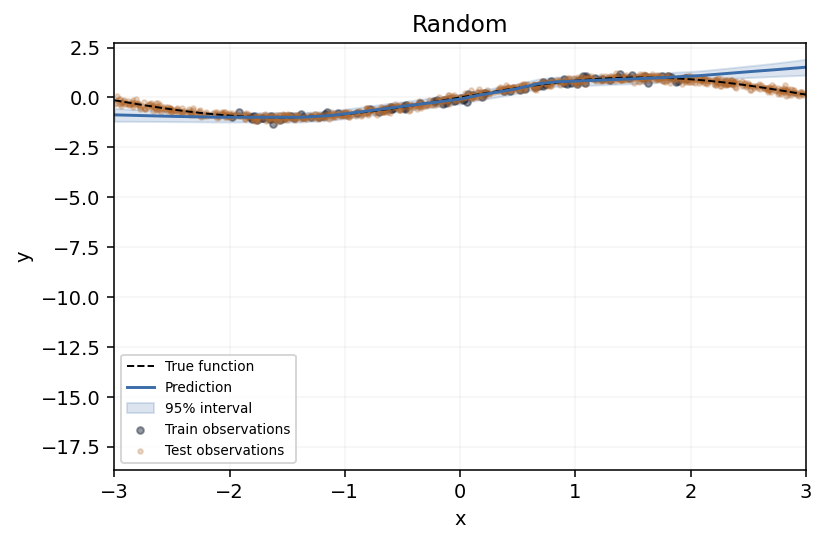 Random
2.5
0.0
−2.5
−5.0
−7.5
−10.0
−12.5
−15.0
−17.5
y
True function
Prediction
95% interval
Train observations
Test observations
−3 −2 −1 0 1 2 3
x